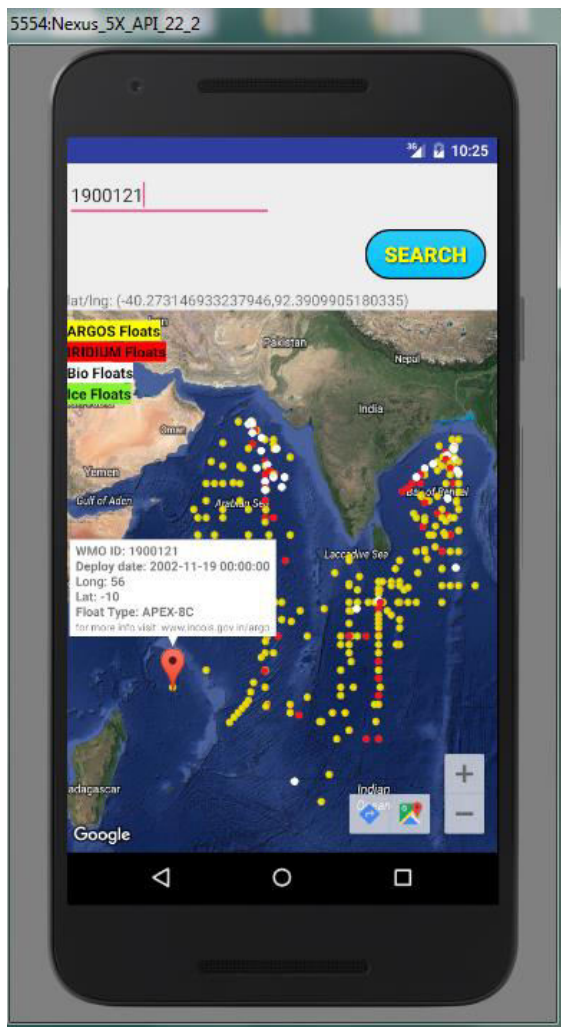 5554:Nexus_5X_API_22_2
3G 10:25
1900121
SEARCH
lat/lng: (-40.273146933237946,92.3909905180335)
ARGOS Floats
IRIDIUM Floats
Bio Floats
Ice Floats
Pakistan
Nepal
India
Oman
Yemen
Gulf of Aden
Arabian Sea
Bay of Bengal
Laccadive Sea
WMO ID: 1900121
Deploy date: 2002-11-19 00:00:00
Long: 56
Lat: -10
Float Type: APEX-8C
for more info visit: www.incois.gov.in/argo
adagascar
Indian
Ocean
+
−
Google